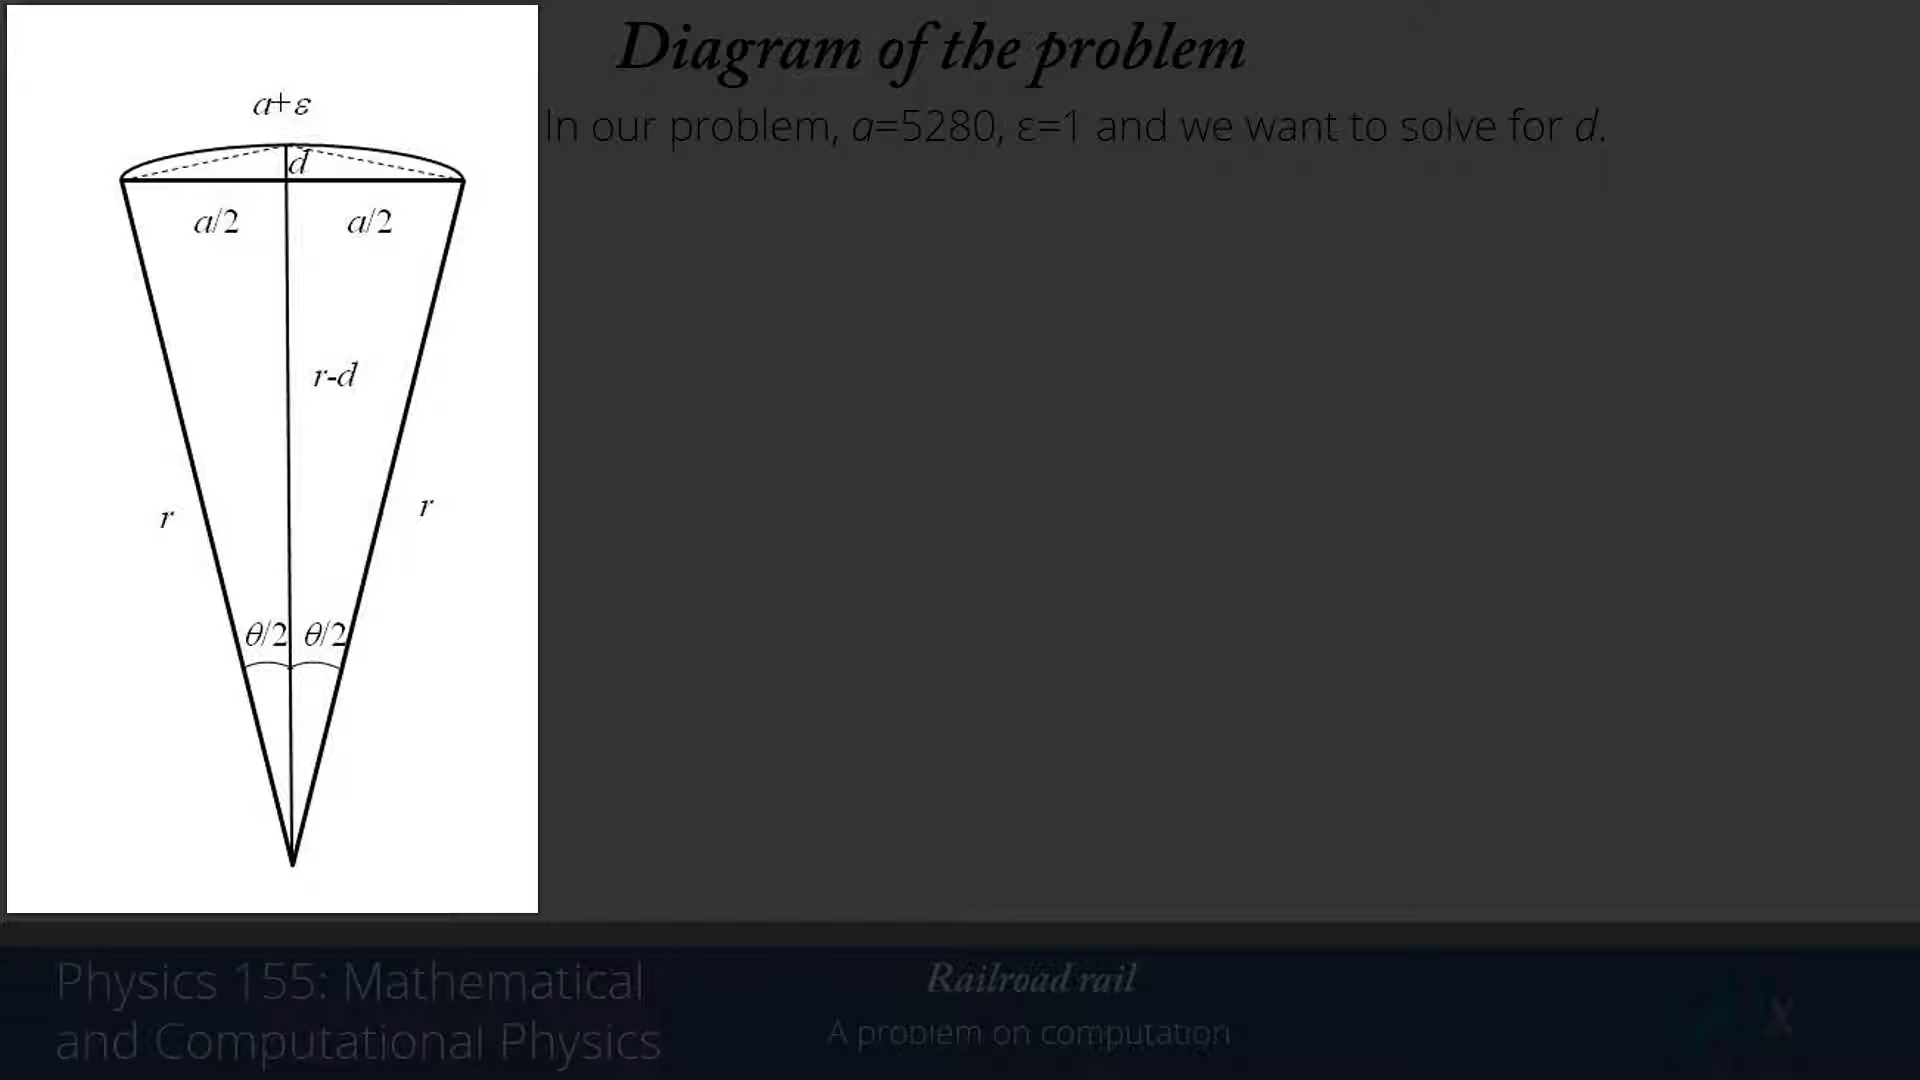 Diagram of the problem
In our problem, a=5280, ε=1 and we want to solve for d.
a+ε
d
a/2 a/2
r-d
r r
θ/2 θ/2
Physics 155: Mathematical
and Computational Physics
Railroad rail
A problem on computation
X